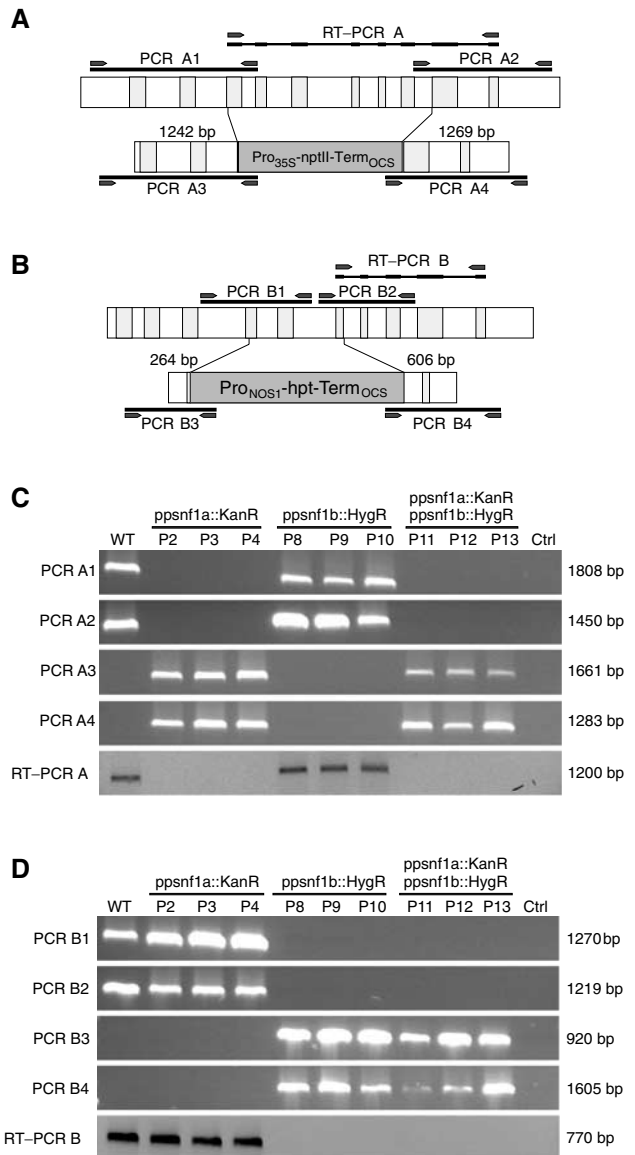 A
RT–PCR A
PCR A1
PCR A2
1242 bp
1269 bp
Pro35S-nptII-TermOCS
PCR A3
PCR A4
B
RT–PCR B
PCR B1
PCR B2
264 bp
606 bp
ProNOS1-hpt-TermOCS
PCR B3
PCR B4
C
ppsnf1a::KanR
ppsnf1a::KanR ppsnf1b::HygR ppsnf1b::HygR
WT P2 P3 P4 P8 P9 P10 P11 P12 P13 Ctrl
PCR A1 1808 bp
PCR A2 1450 bp
PCR A3 1661 bp
PCR A4 1283 bp
RT–PCR A 1200 bp
D
ppsnf1a::KanR
ppsnf1a::KanR ppsnf1b::HygR ppsnf1b::HygR
WT P2 P3 P4 P8 P9 P10 P11 P12 P13 Ctrl
PCR B1 1270 bp
PCR B2 1219 bp
PCR B3 920 bp
PCR B4 1605 bp
RT–PCR B 770 bp